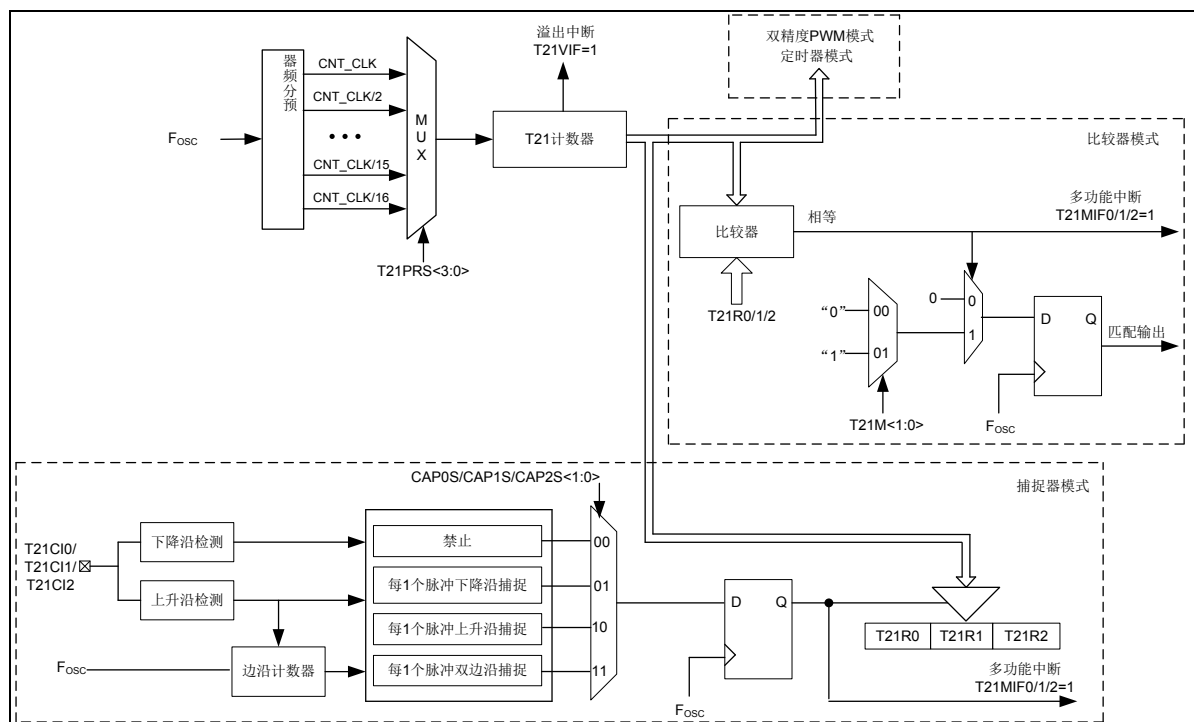 溢出中断
T21VIF=1
双精度PWM模式
定时器模式
器频分预
CNT_CLK
CNT_CLK/2
CNT_CLK/15
CNT_CLK/16
FOSC
MUX
T21计数器
T21PRS<3:0>
比较器模式
比较器
相等
多功能中断
T21MIF0/1/2=1
T21R0/1/2
“0”
00
“1”
01
0
0
1
D
Q
匹配输出
T21M<1:0>
FOSC
捕捉器模式
CAP0S/CAP1S/CAP2S<1:0>
T21CI0/
T21CI1/
T21CI2
下降沿检测
上升沿检测
FOSC
边沿计数器
禁止
00
每1个脉冲下降沿捕捉
01
每1个脉冲上升沿捕捉
10
每1个脉冲双边沿捕捉
11
D
Q
FOSC
T21R0
T21R1
T21R2
多功能中断
T21MIF0/1/2=1